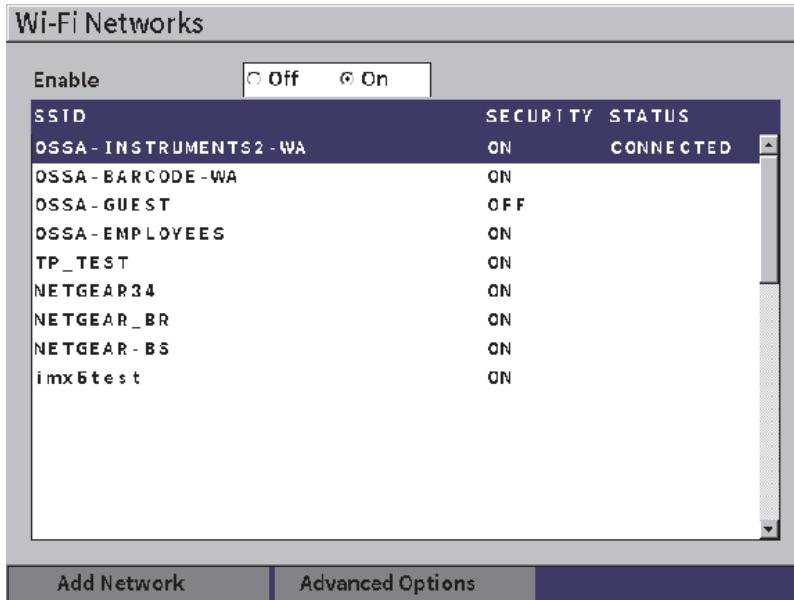 Wi-Fi Networks
Enable Off On
SSID SECURITY STATUS
OSSA-INSTRUMENTS2-WA ON CONNECTED
OSSA-BARCODE-WA ON
OSSA-GUEST OFF
OSSA-EMPLOYEES ON
TP_TEST ON
NETGEAR34 ON
NETGEAR_BR ON
NETGEAR-BS ON
imx6test ON
Add Network Advanced Options